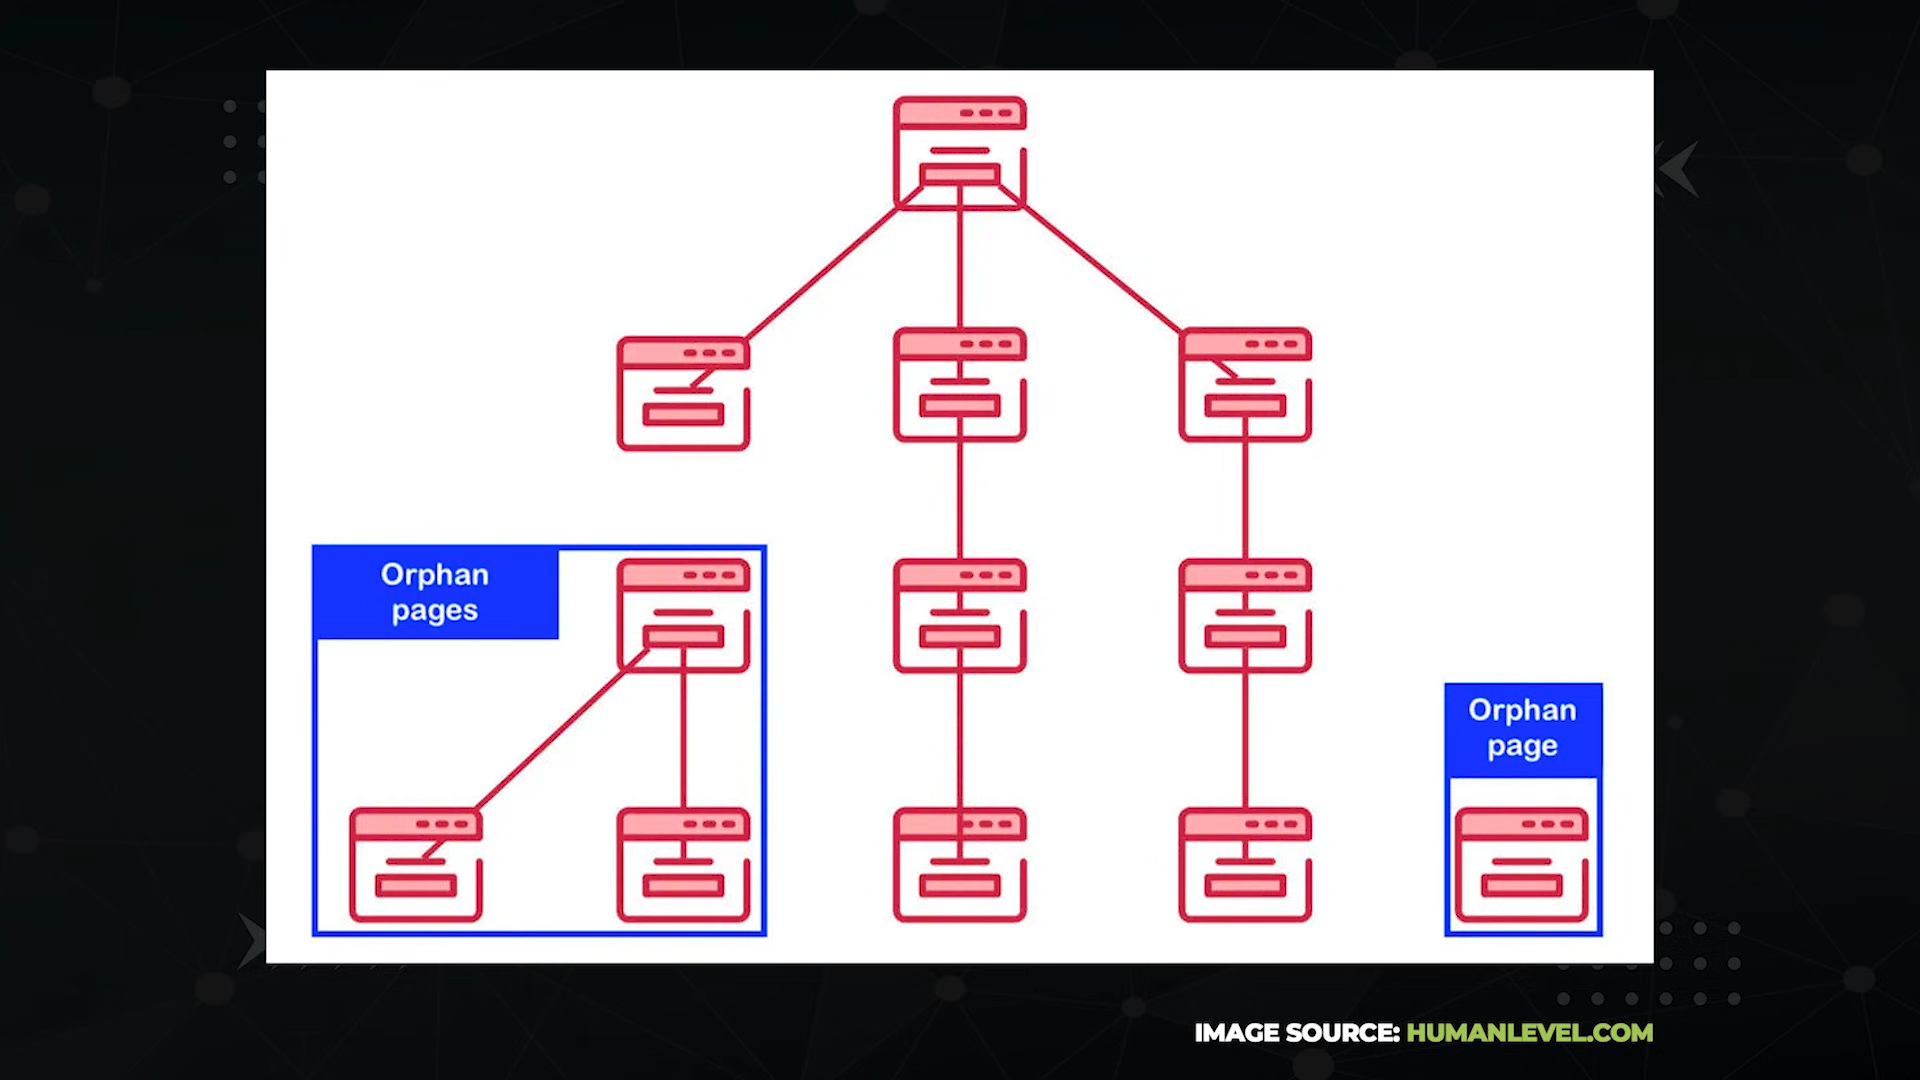 Orphan
pages
Orphan
page
IMAGE SOURCE: HUMANLEVEL.COM